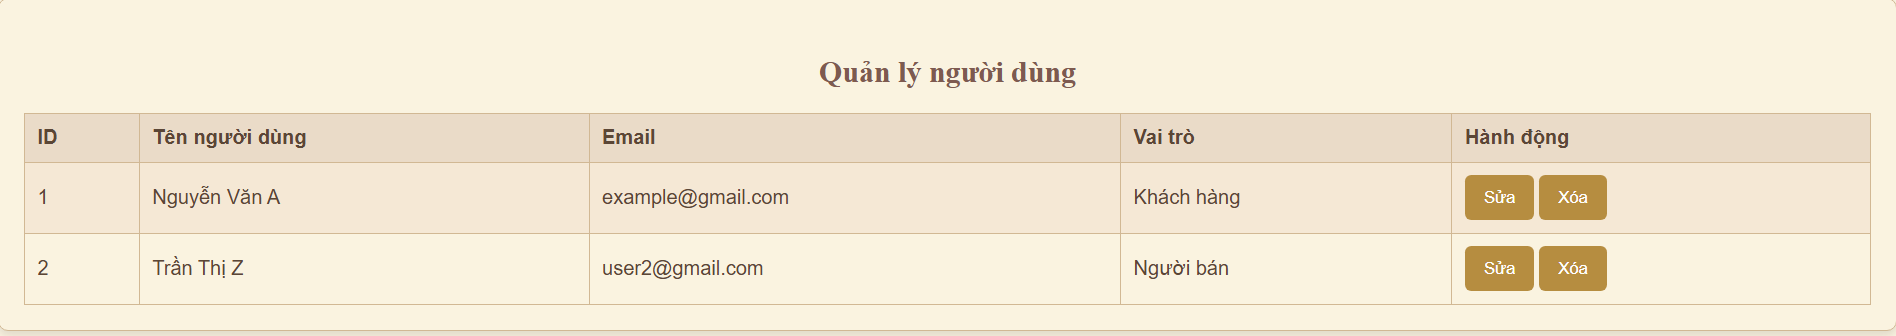 Quản lý người dùng
ID Tên người dùng Email Vai trò Hành động
1 Nguyễn Văn A example@gmail.com Khách hàng Sửa Xóa
2 Trần Thị Z user2@gmail.com Người bán Sửa Xóa